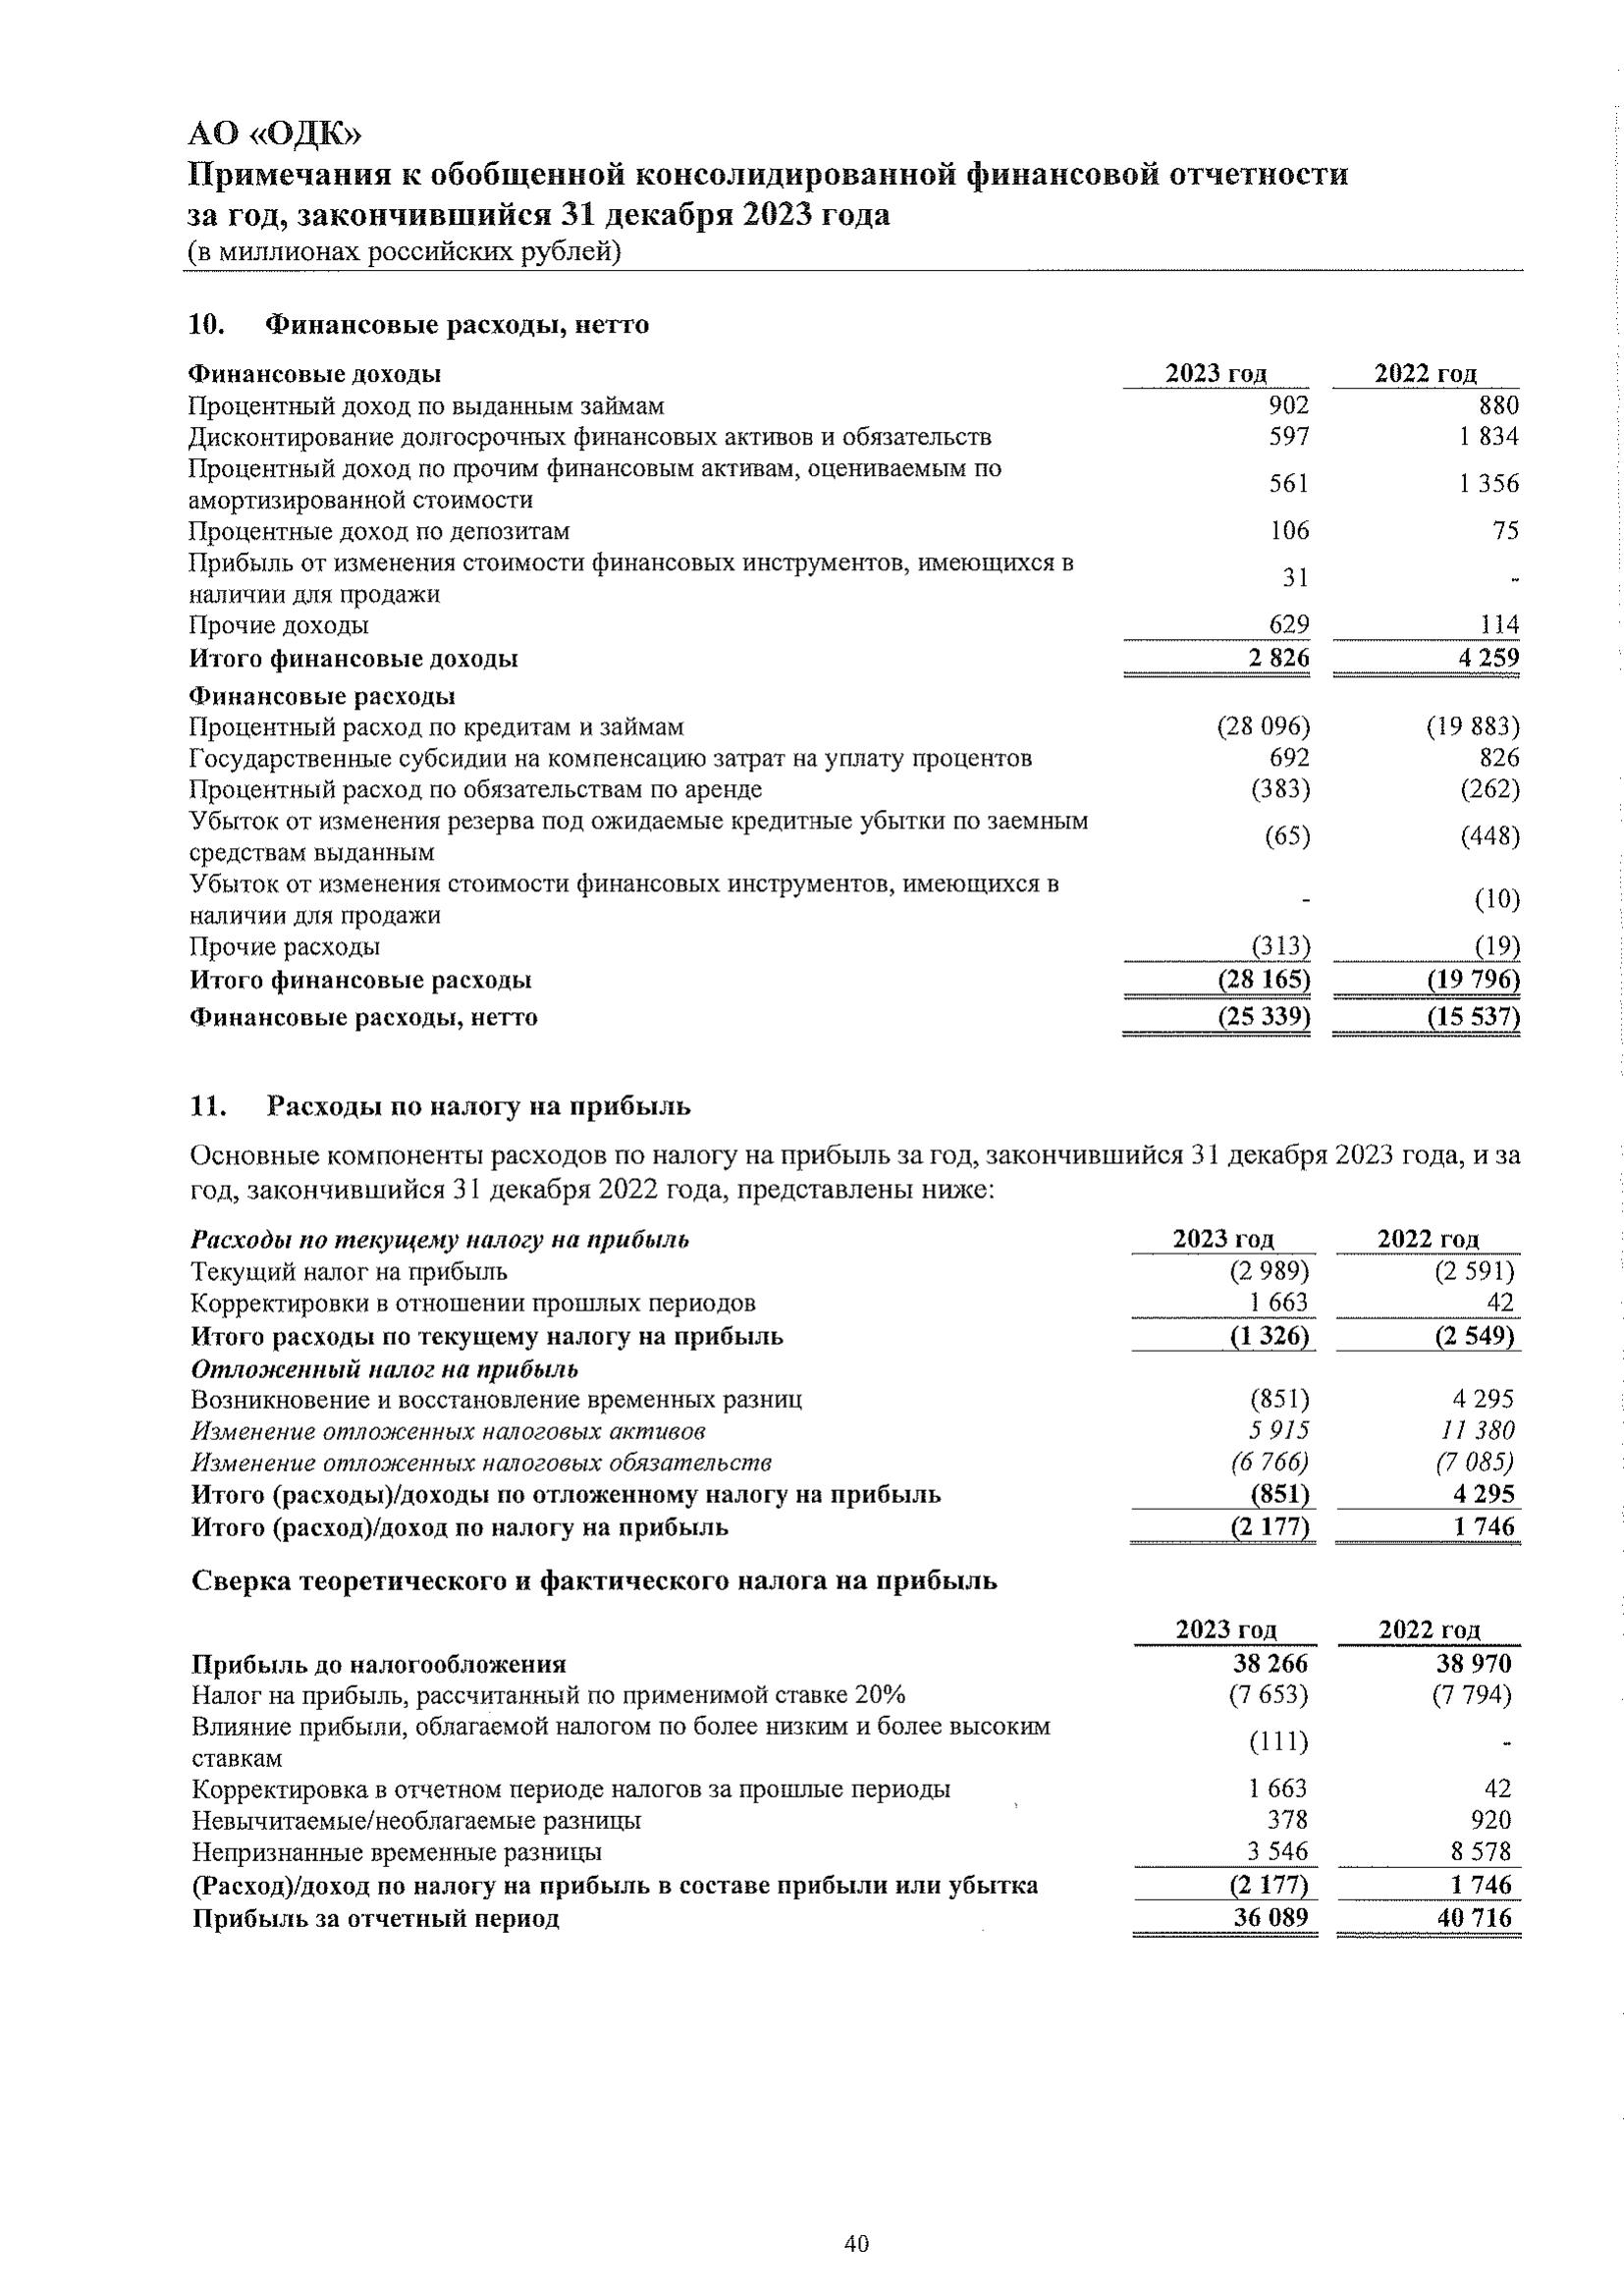 АО «ОДК»
Примечания к обобщенной консолидированной финансовой отчетности
за год, закончившийся 31 декабря 2023 года
(в миллионах российских рублей)
10. Финансовые расходы, нетто
Финансовые доходы 2023 год 2022 год
Процентный доход по выданным займам 902 880
Дисконтирование долгосрочных финансовых активов и обязательств 597 1 834
Процентный доход по прочим финансовым активам, оцениваемым по
амортизированной стоимости 561 1 356
Процентные доход по депозитам 106 75
Прибыль от изменения стоимости финансовых инструментов, имеющихся в
наличии для продажи 31 -
Прочие доходы 629 114
Итого финансовые доходы 2 826 4 259
Финансовые расходы
Процентный расход по кредитам и займам (28 096) (19 883)
Государственные субсидии на компенсацию затрат на уплату процентов 692 826
Процентный расход по обязательствам по аренде (383) (262)
Убыток от изменения резерва под ожидаемые кредитные убытки по заемным
средствам выданным (65) (448)
Убыток от изменения стоимости финансовых инструментов, имеющихся в
наличии для продажи - (10)
Прочие расходы (313) (19)
Итого финансовые расходы (28 165) (19 796)
Финансовые расходы, нетто (25 339) (15 537)
11. Расходы по налогу на прибыль
Основные компоненты расходов по налогу на прибыль за год, закончившийся 31 декабря 2023 года, и за
год, закончившийся 31 декабря 2022 года, представлены ниже:
Расходы по текущему налогу на прибыль 2023 год 2022 год
Текущий налог на прибыль (2 989) (2 591)
Корректировки в отношении прошлых периодов 1 663 42
Итого расходы по текущему налогу на прибыль (1 326) (2 549)
Отложенный налог на прибыль
Возникновение и восстановление временных разниц (851) 4 295
Изменение отложенных налоговых активов 5 915 11 380
Изменение отложенных налоговых обязательств (6 766) (7 085)
Итого (расходы)/доходы по отложенному налогу на прибыль (851) 4 295
Итого (расход)/доход по налогу на прибыль (2 177) 1 746
Сверка теоретического и фактического налога на прибыль
2023 год 2022 год
Прибыль до налогообложения 38 266 38 970
Налог на прибыль, рассчитанный по применимой ставке 20% (7 653) (7 794)
Влияние прибыли, облагаемой налогом по более низким и более высоким
ставкам (111) -
Корректировка в отчетном периоде налогов за прошлые периоды 1 663 42
Невычитаемые/необлагаемые разницы 378 920
Непризнанные временные разницы 3 546 8 578
(Расход)/доход по налогу на прибыль в составе прибыли или убытка (2 177) 1 746
Прибыль за отчетный период 36 089 40 716
40